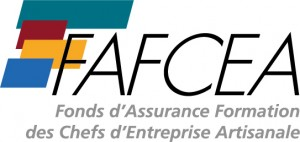 FAFCEA
Fonds d'Assurance Formation
des Chefs d'Entreprise Artisanale